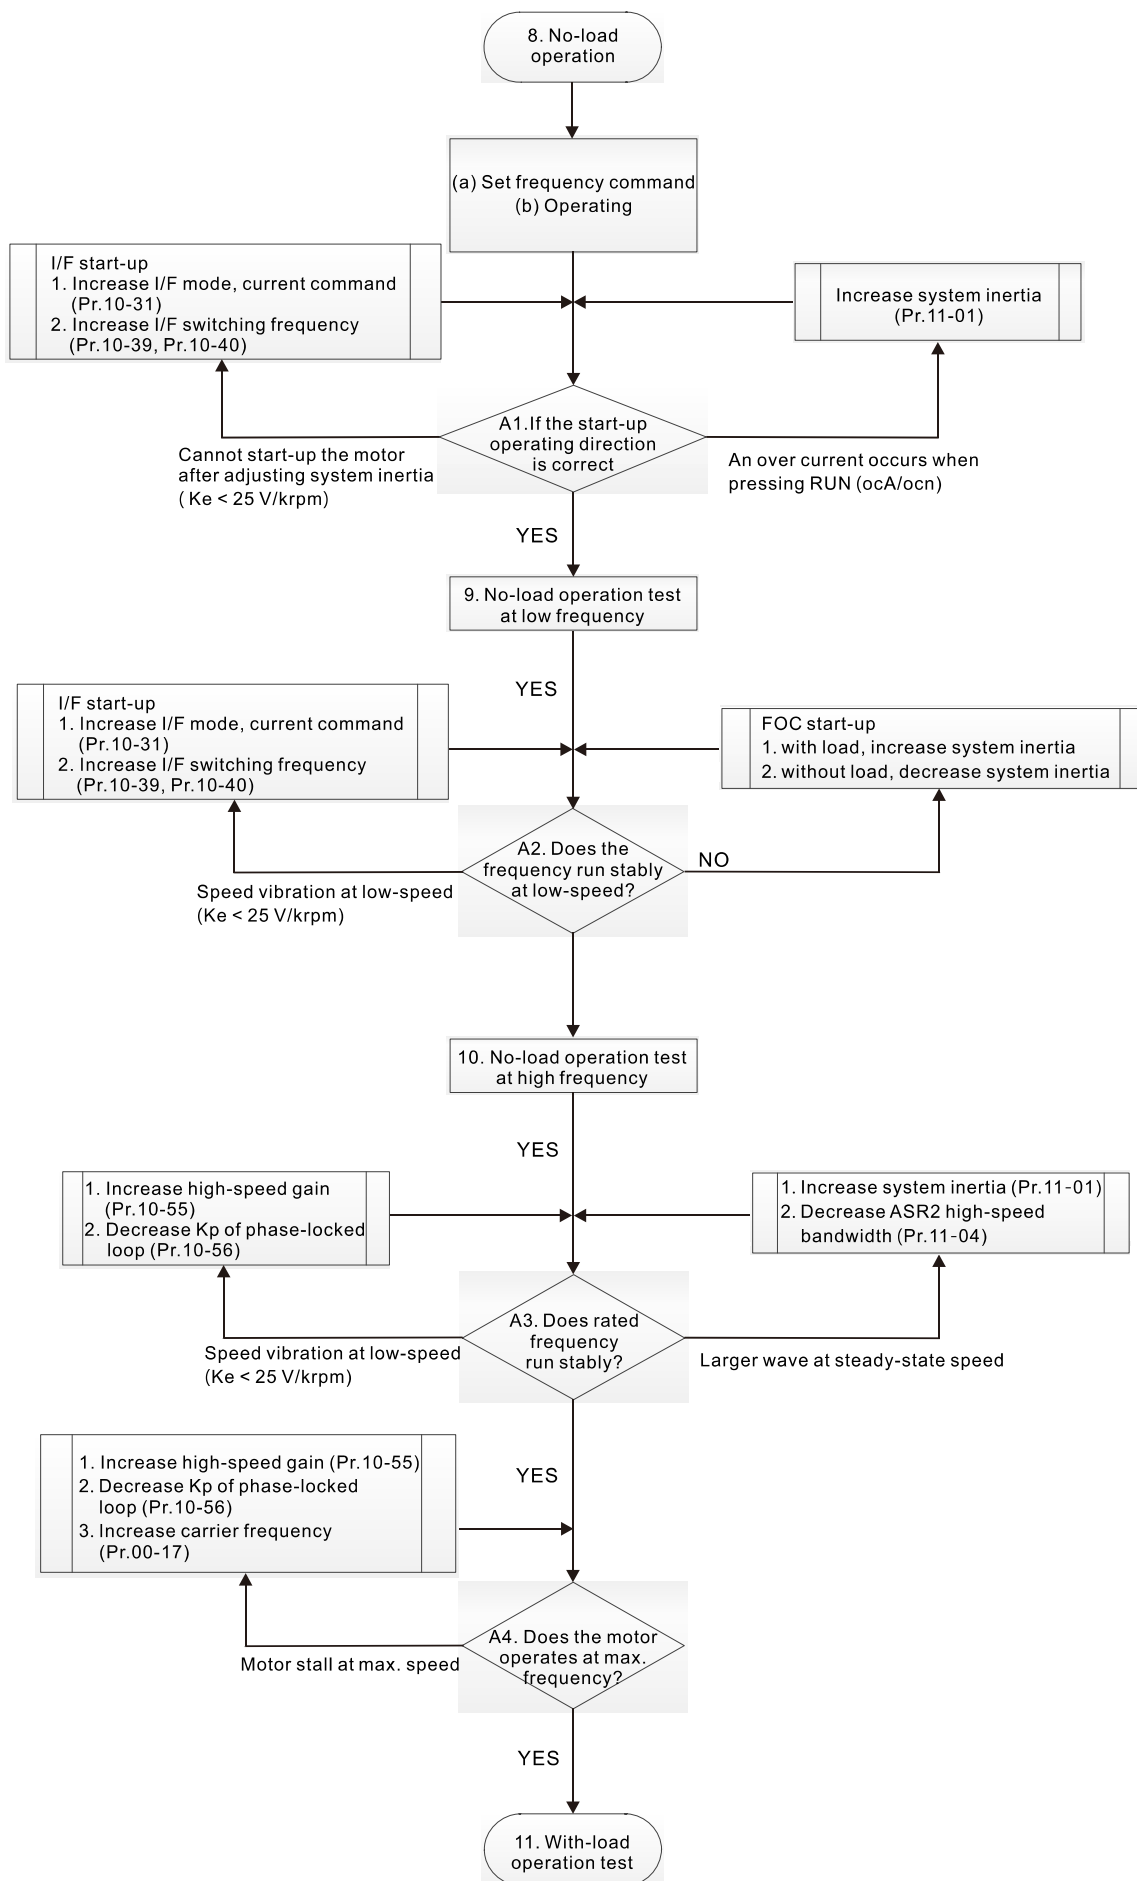 8. No-load
operation
(a) Set frequency command
(b) Operating
I/F start-up
1. Increase I/F mode, current command
(Pr.10-31)
2. Increase I/F switching frequency
(Pr.10-39, Pr.10-40)
Increase system inertia
(Pr.11-01)
A1.If the start-up
operating direction
is correct
Cannot start-up the motor
after adjusting system inertia
( Ke < 25 V/krpm)
An over current occurs when
pressing RUN (ocA/ocn)
YES
9. No-load operation test
at low frequency
YES
I/F start-up
1. Increase I/F mode, current command
(Pr.10-31)
2. Increase I/F switching frequency
(Pr.10-39, Pr.10-40)
FOC start-up
1. with load, increase system inertia
2. without load, decrease system inertia
A2. Does the
frequency run stably
at low-speed?
NO
Speed vibration at low-speed
(Ke < 25 V/krpm)
10. No-load operation test
at high frequency
YES
1. Increase high-speed gain
(Pr.10-55)
2. Decrease Kp of phase-locked
loop (Pr.10-56)
1. Increase system inertia (Pr.11-01)
2. Decrease ASR2 high-speed
bandwidth (Pr.11-04)
A3. Does rated
frequency
run stably?
Speed vibration at low-speed
(Ke < 25 V/krpm)
Larger wave at steady-state speed
YES
1. Increase high-speed gain (Pr.10-55)
2. Decrease Kp of phase-locked
loop (Pr.10-56)
3. Increase carrier frequency
(Pr.00-17)
A4. Does the motor
operates at max.
frequency?
Motor stall at max. speed
YES
11. With-load
operation test